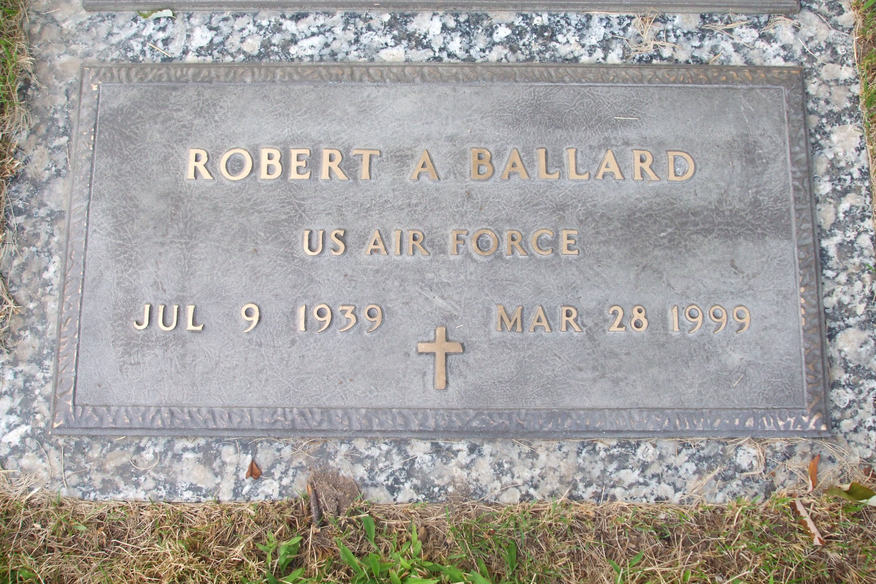 ROBERT A BALLARD
US AIR FORCE
JUL 9 1939 MAR 28 1999